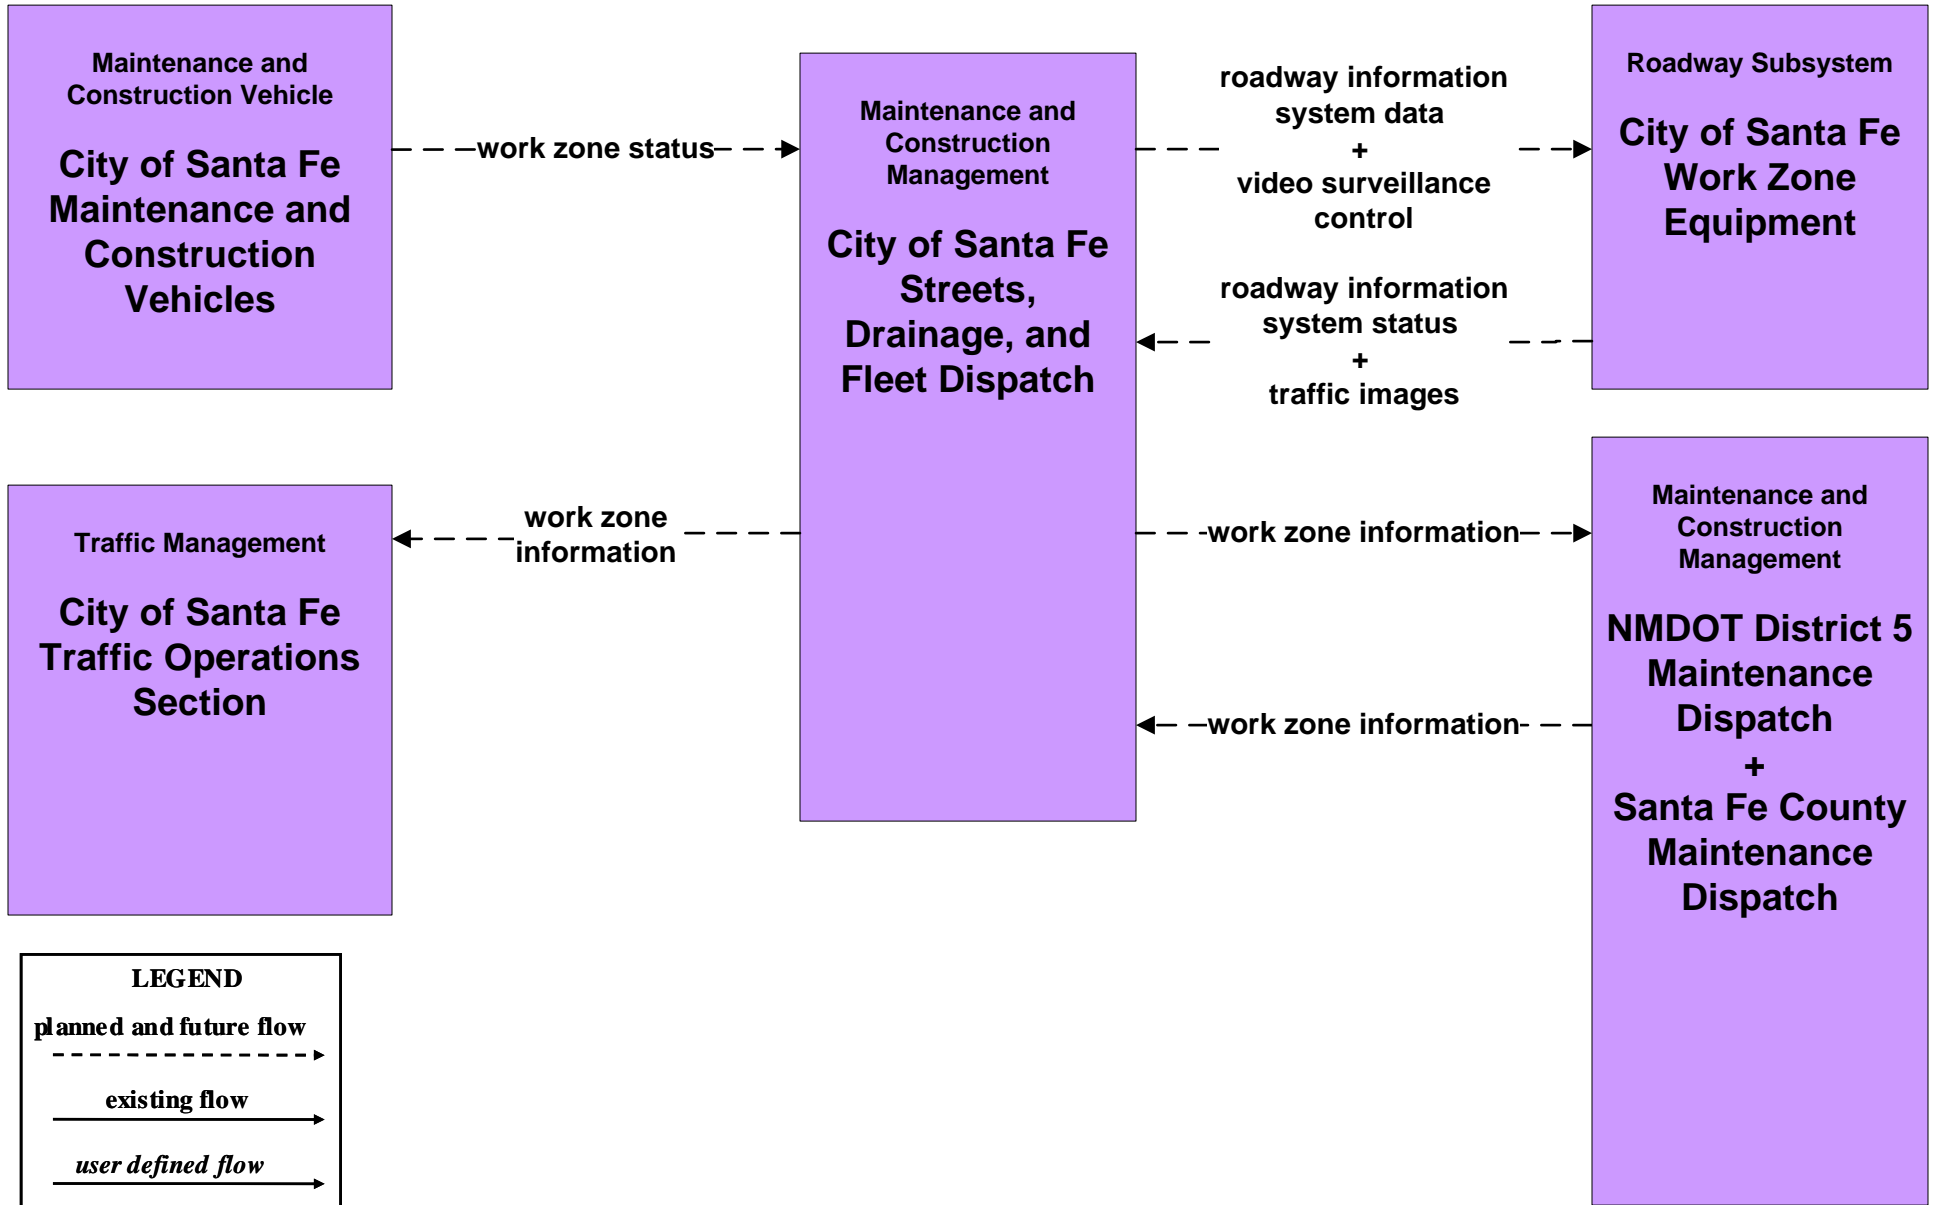 Maintenance and
Construction Vehicle
City of Santa Fe
Maintenance and
Construction
Vehicles
work zone status
Maintenance and
Construction
Management
City of Santa Fe
Streets,
Drainage, and
Fleet Dispatch
roadway information
system data
+
video surveillance
control
roadway information
system status
+
traffic images
Roadway Subsystem
City of Santa Fe
Work Zone
Equipment
Traffic Management
City of Santa Fe
Traffic Operations
Section
work zone
information
work zone information
work zone information
Maintenance and
Construction
Management
NMDOT District 5
Maintenance
Dispatch
+
Santa Fe County
Maintenance
Dispatch
LEGEND
planned and future flow
existing flow
user defined flow